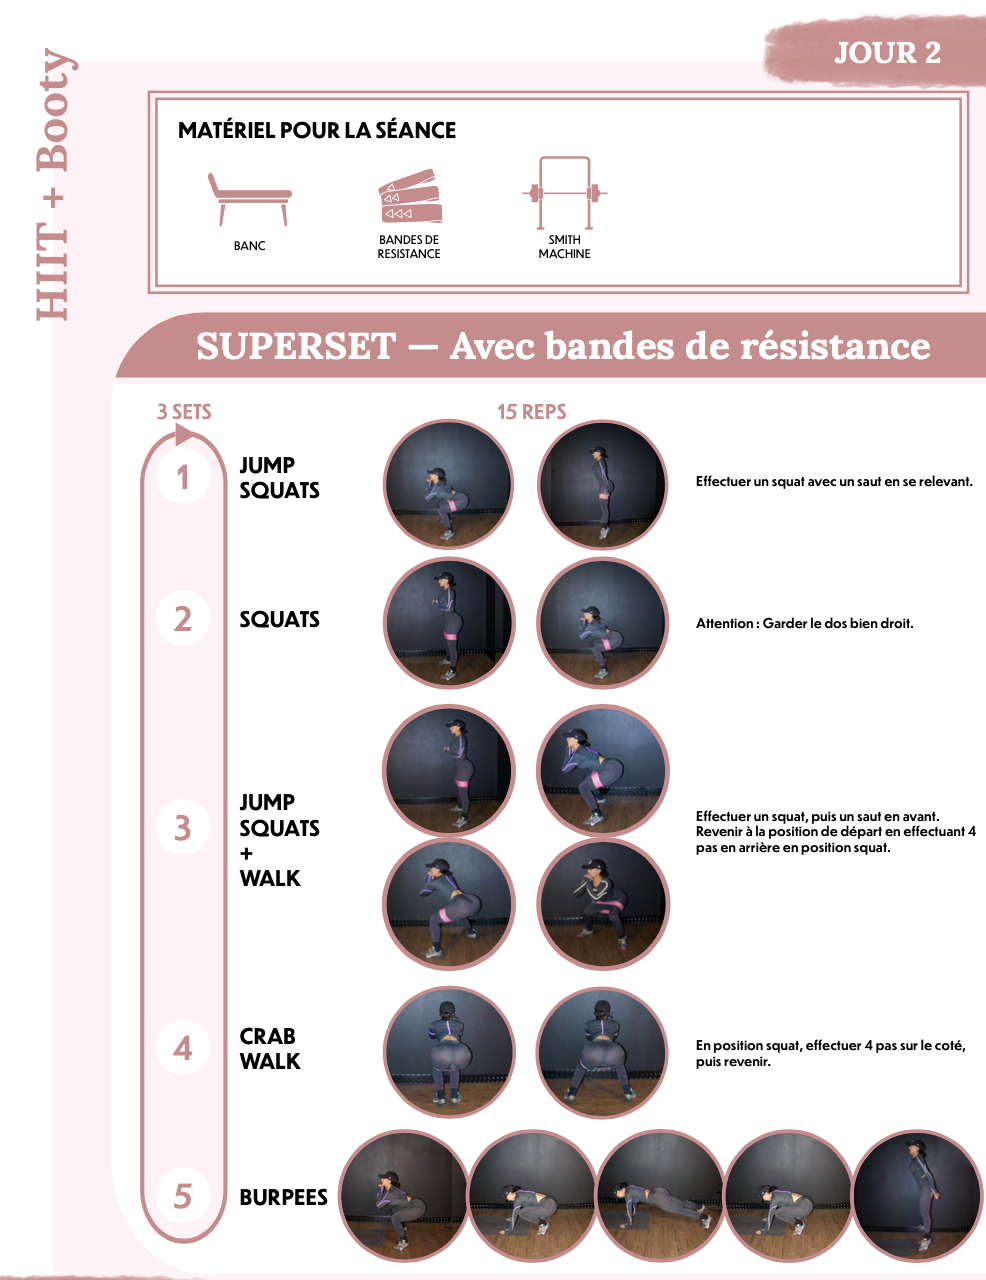 JOUR 2
HIIT + Booty
MATÉRIEL POUR LA SÉANCE
BANC
BANDES DE
RESISTANCE
SMITH
MACHINE
SUPERSET — Avec bandes de résistance
3 SETS
15 REPS
1
JUMP
SQUATS
Effectuer un squat avec un saut en se relevant.
2
SQUATS
Attention : Garder le dos bien droit.
3
JUMP
SQUATS
+
WALK
Effectuer un squat, puis un saut en avant.
Revenir à la position de départ en effectuant 4
pas en arrière en position squat.
4
CRAB
WALK
En position squat, effectuer 4 pas sur le coté,
puis revenir.
5
BURPEES